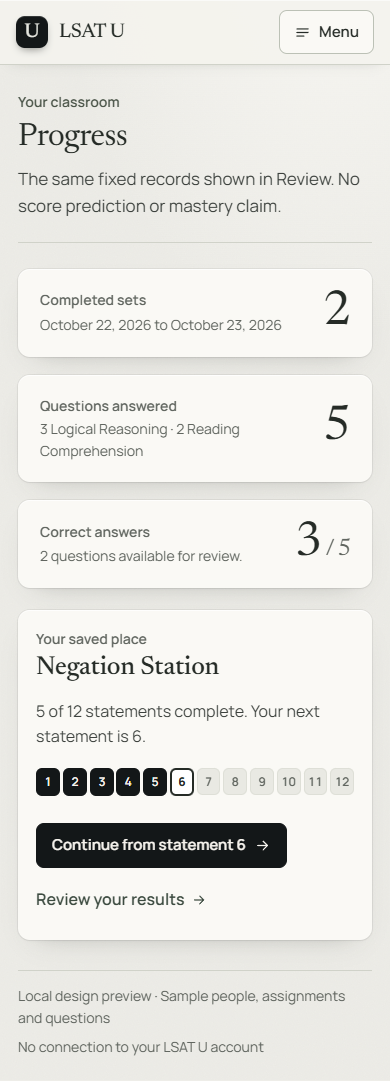 U LSAT U
Menu
Your classroom
Progress
The same fixed records shown in Review. No
score prediction or mastery claim.
Completed sets
October 22, 2026 to October 23, 2026
2
Questions answered
3 Logical Reasoning · 2 Reading
Comprehension
5
Correct answers
2 questions available for review.
3 / 5
Your saved place
Negation Station
5 of 12 statements complete. Your next
statement is 6.
1 2 3 4 5 6 7 8 9 10 11 12
Continue from statement 6 →
Review your results →
Local design preview · Sample people, assignments
and questions
No connection to your LSAT U account